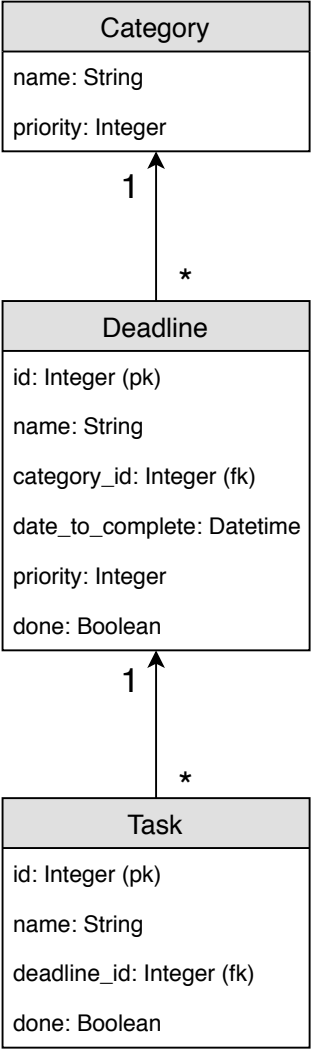 Category
name: String
priority: Integer
1
*
Deadline
id: Integer (pk)
name: String
category_id: Integer (fk)
date_to_complete: Datetime
priority: Integer
done: Boolean
1
*
Task
id: Integer (pk)
name: String
deadline_id: Integer (fk)
done: Boolean